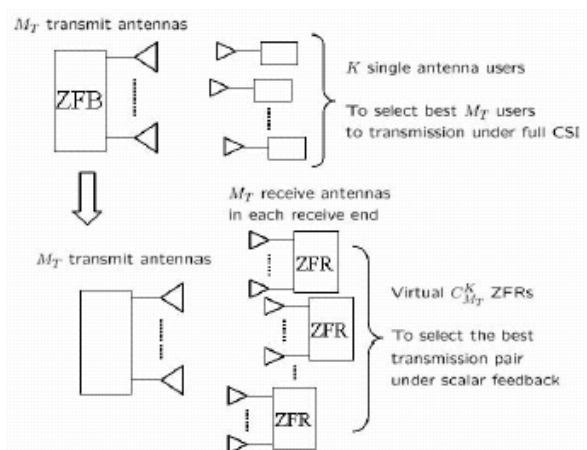 M_T transmit antennas
ZFB
K single antenna users
To select best M_T users
to transmission under full CSI
M_T receive antennas
in each receive end
M_T transmit antennas
ZFR
ZFR
ZFR
Virtual C^K_{M_T} ZFRs
To select the best
transmission pair
under scalar feedback